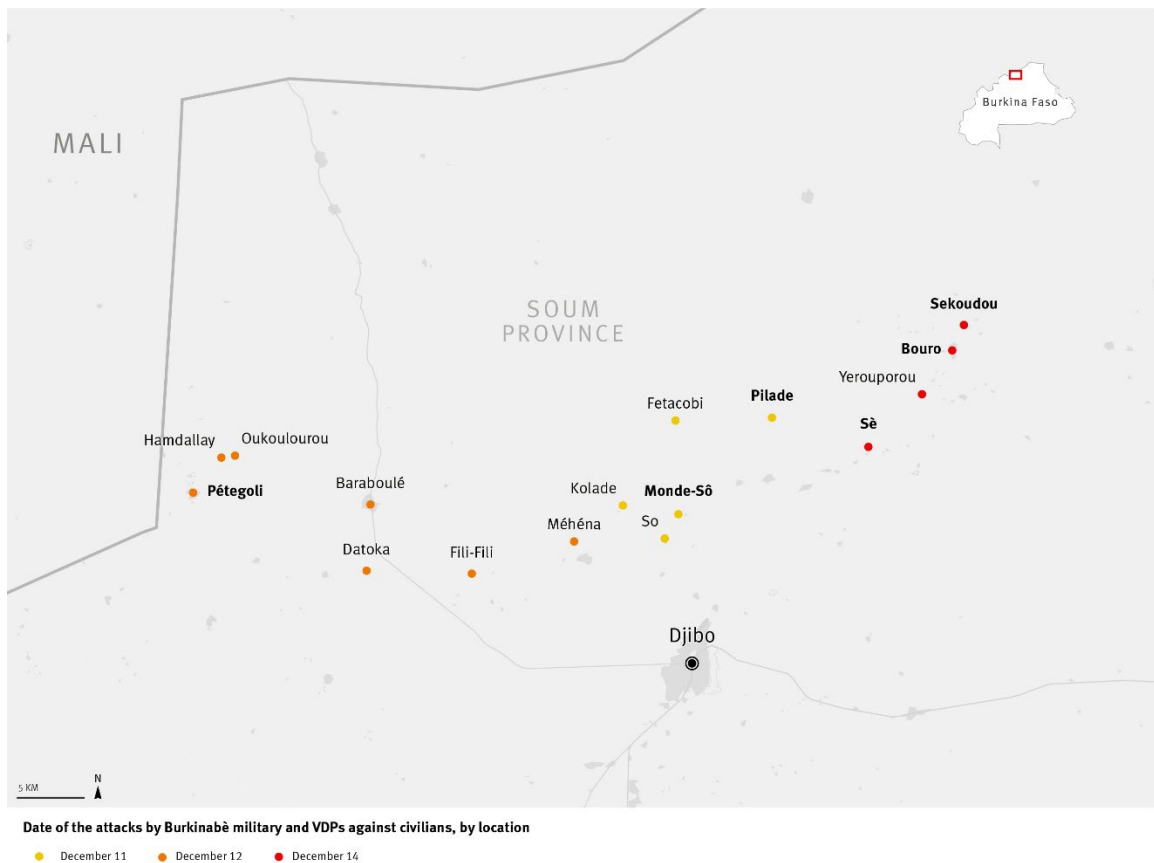 MALI
Burkina Faso
SOUM
PROVINCE
Sekoudou
Bouro
Yerouporou
Pilade
Fetacobi
Sè
Hamdallay
Oukoulourou
Pétegoli
Baraboulé
Kolade
Monde-Sô
Méhéna
So
Datoka
Fili-Fili
Djibo
5 KM
N
Date of the attacks by Burkinabè military and VDPs against civilians, by location
December 11
December 12
December 14